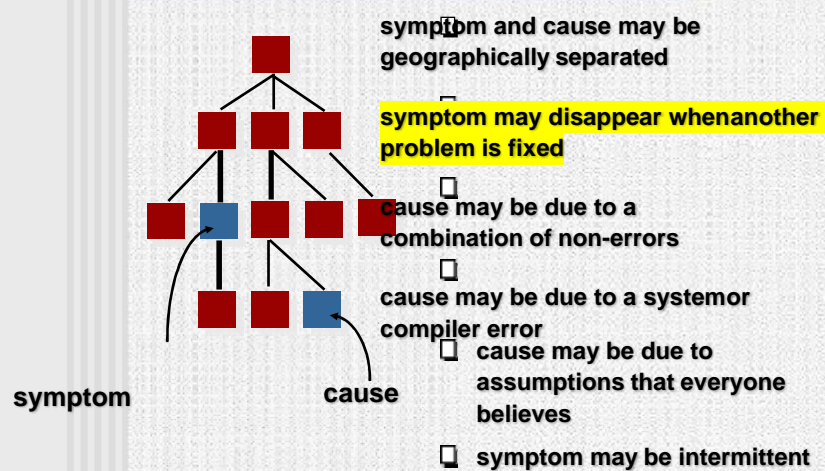 symptom and cause may be
geographically separated
symptom may disappear whenanother
problem is fixed
cause may be due to a
combination of non-errors
cause may be due to a systemor
compiler error
cause may be due to
assumptions that everyone
believes
symptom may be intermittent
symptom
cause